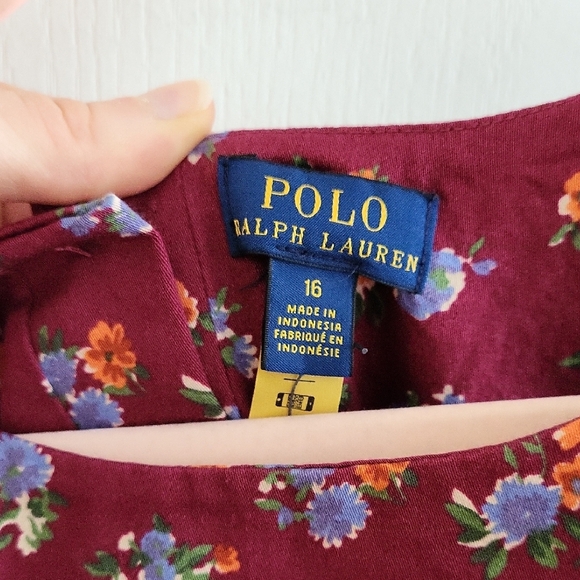 POLO
RALPH LAUREN
16
MADE IN
INDONESIA
FABRIQUÉ EN
INDONÉSIE